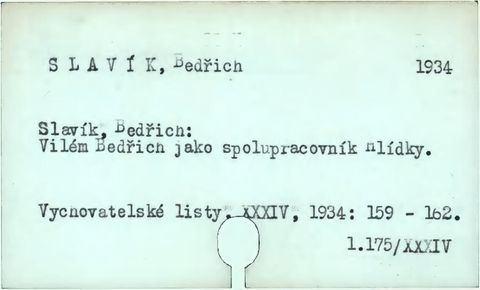 S L A V Í K, Bedřich 1934
Slavík, Bedřich:
Vilém Bedřich jako spolupracovník Hlídky.
Vychovatelské listy. XXXIV, 1934: 159 - 162.
1.175/XXXIV